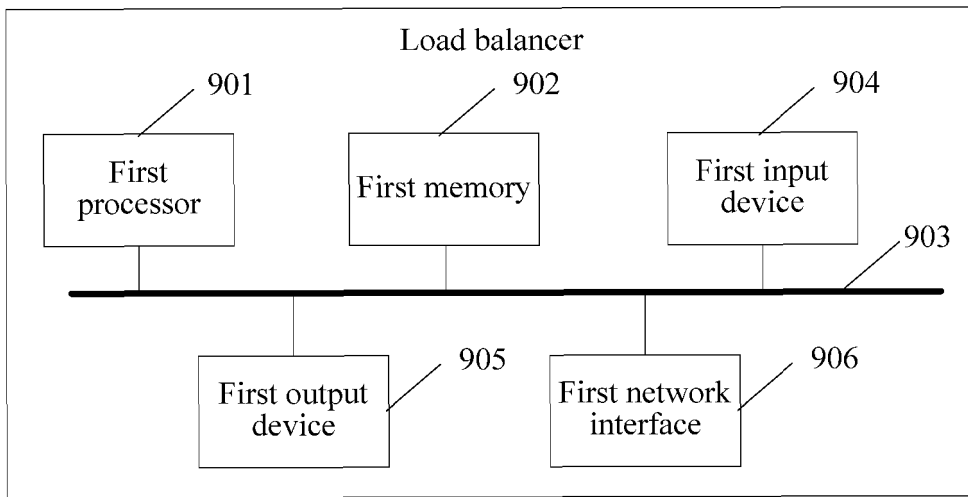 Load balancer
901
902
904
First
processor
First memory
First input
device
903
905
906
First output
device
First network
interface